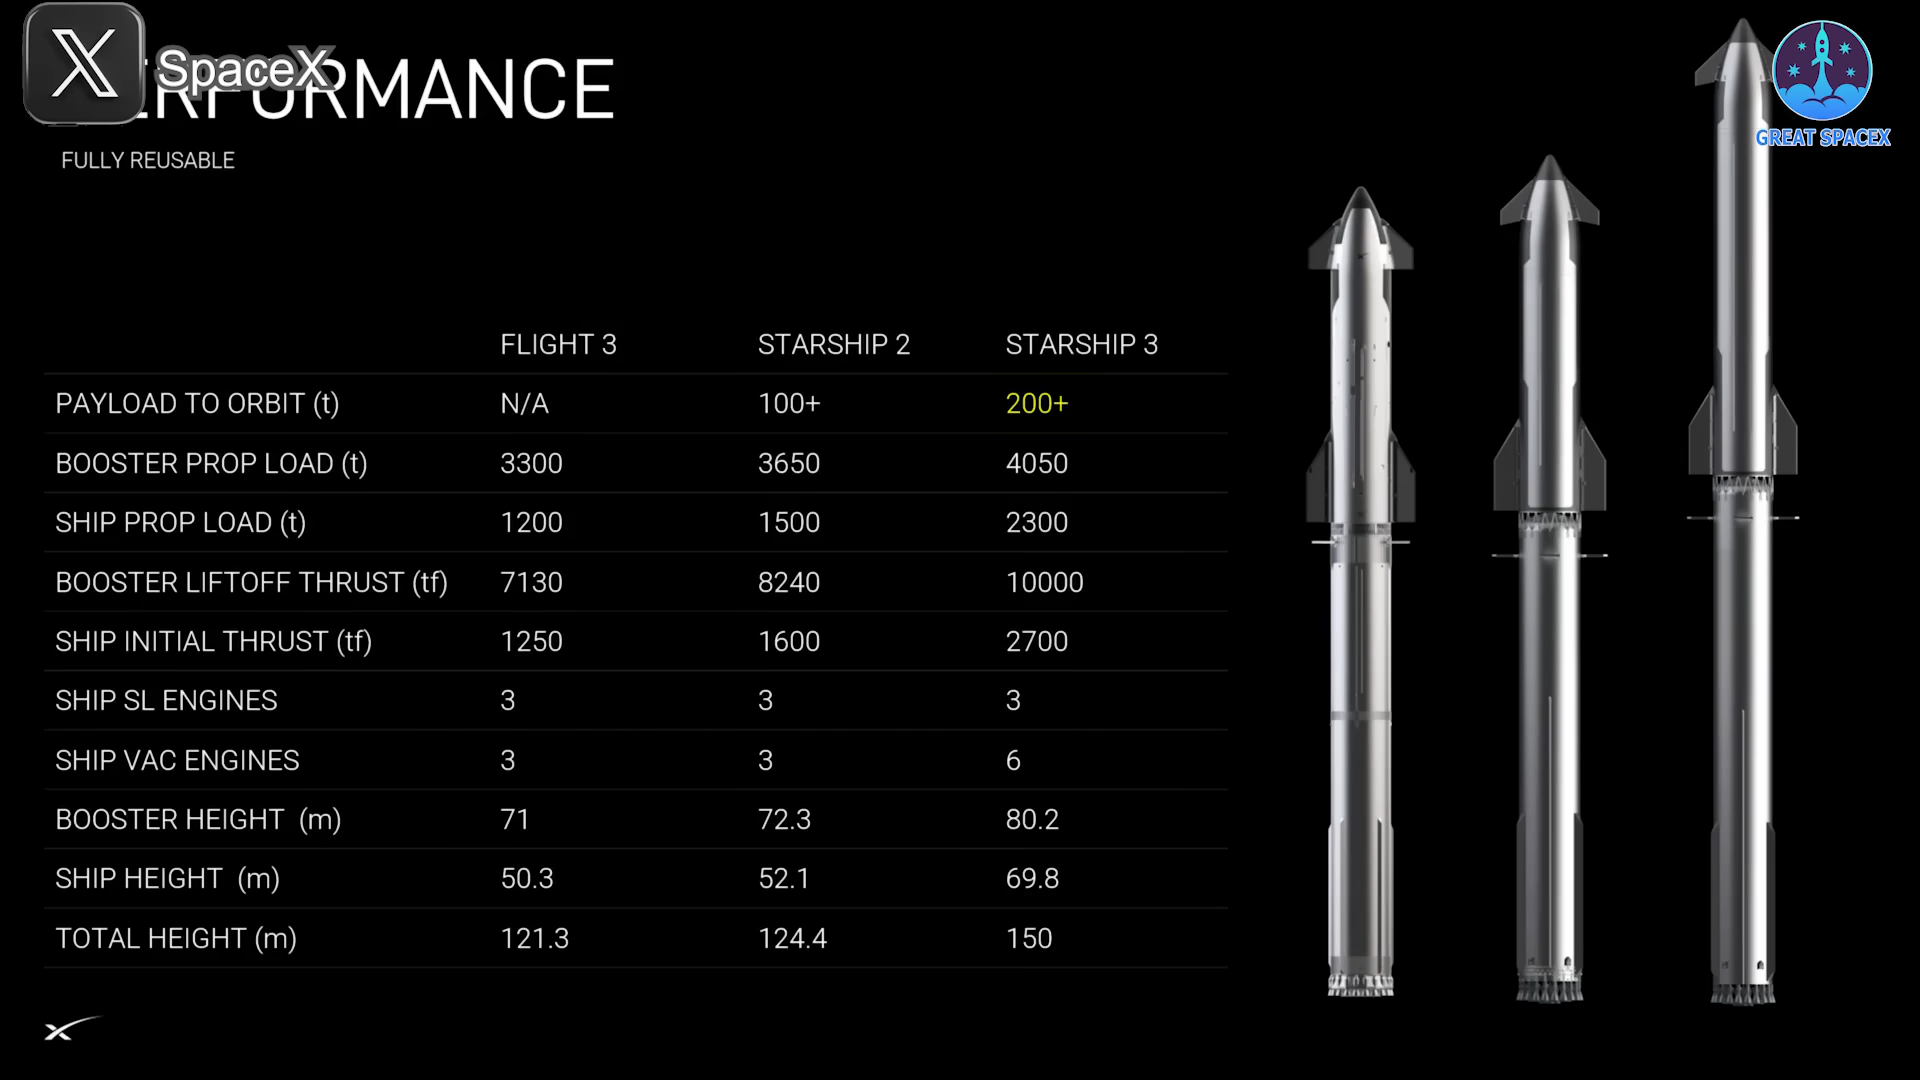 SpaceX
PERFORMANCE
GREAT SPACEX
FULLY REUSABLE
FLIGHT 3 STARSHIP 2 STARSHIP 3
PAYLOAD TO ORBIT (t) N/A 100+ 200+
BOOSTER PROP LOAD (t) 3300 3650 4050
SHIP PROP LOAD (t) 1200 1500 2300
BOOSTER LIFTOFF THRUST (tf) 7130 8240 10000
SHIP INITIAL THRUST (tf) 1250 1600 2700
SHIP SL ENGINES 3 3 3
SHIP VAC ENGINES 3 3 6
BOOSTER HEIGHT (m) 71 72.3 80.2
SHIP HEIGHT (m) 50.3 52.1 69.8
TOTAL HEIGHT (m) 121.3 124.4 150